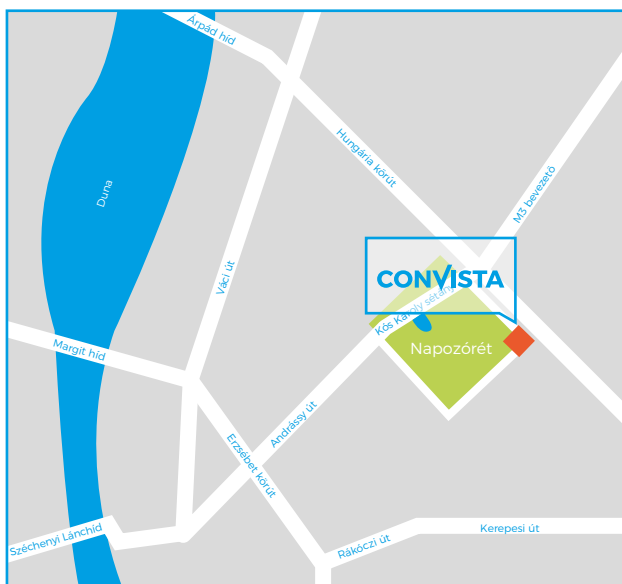 Árpád híd
Hungária körút
M3 bevezető
Duna
Váci út
CONVISTA
Kós Károly sétány
Napozórét
Margit híd
Andrássy út
Erzsébet körút
Széchenyi Lánchíd
Rákóczi út
Kerepesi út